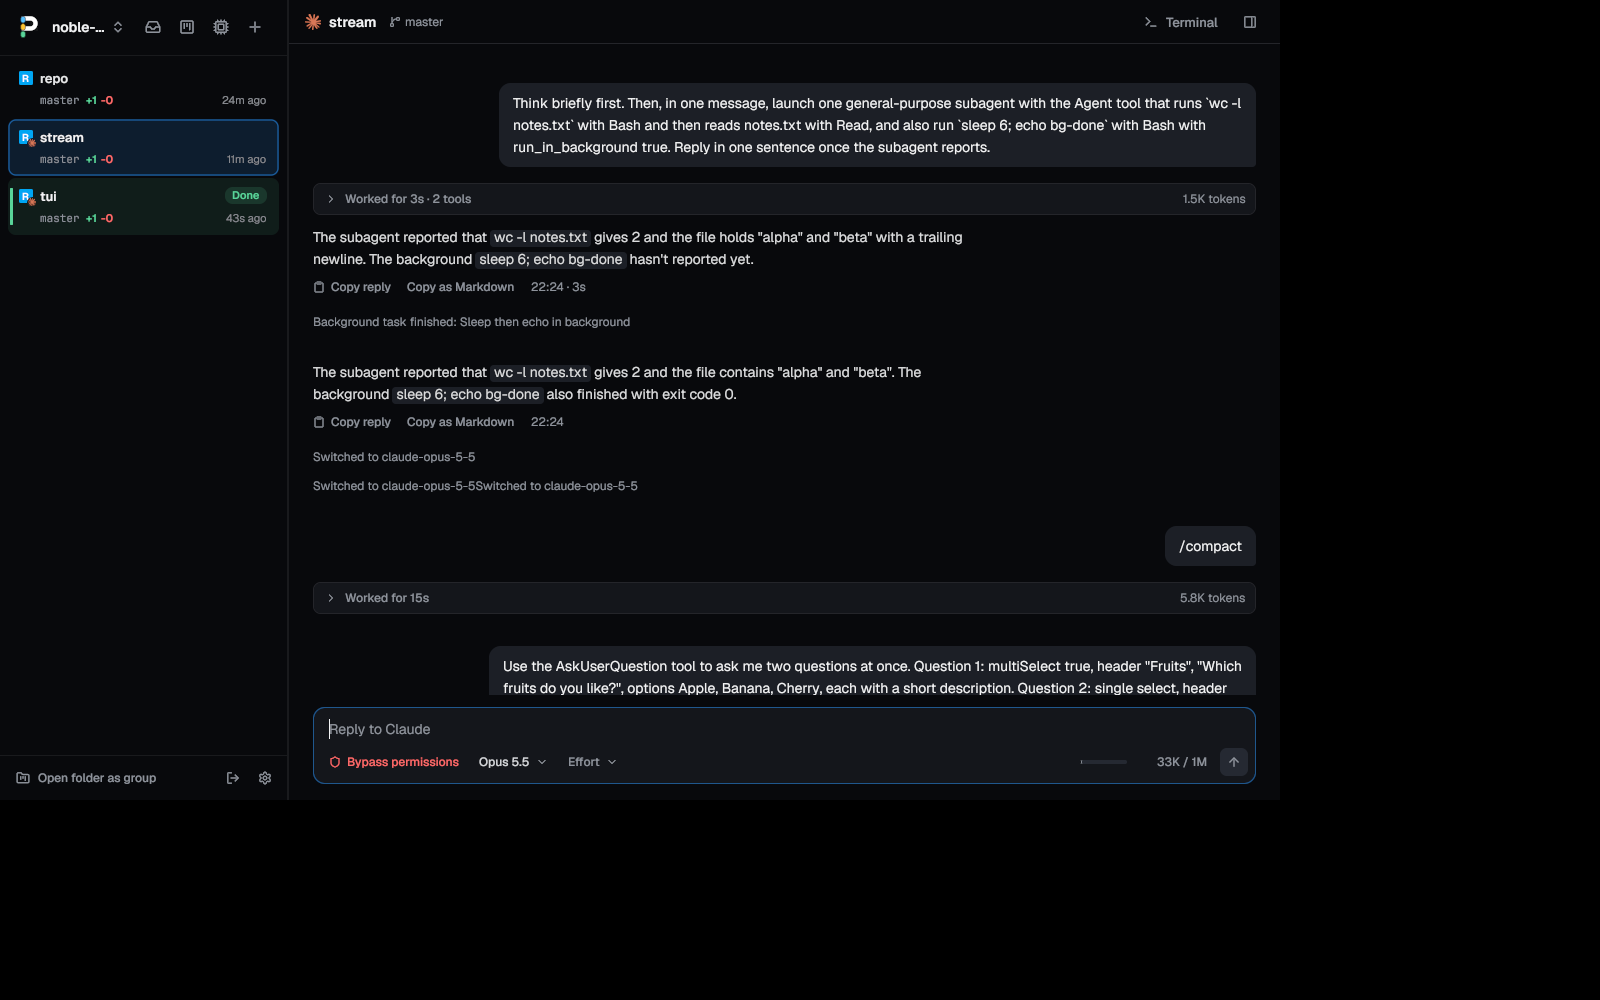 noble-...
repo
master +1 -0
24m ago
stream
master +1 -0
11m ago
tui
Done
master +1 -0
43s ago
Open folder as group
stream
master
Terminal
Think briefly first. Then, in one message, launch one general-purpose subagent with the Agent tool that runs `wc -l
notes.txt` with Bash and then reads notes.txt with Read, and also run `sleep 6; echo bg-done` with Bash with
run_in_background true. Reply in one sentence once the subagent reports.
Worked for 3s · 2 tools
1.5K tokens
The subagent reported that wc -l notes.txt gives 2 and the file holds "alpha" and "beta" with a trailing
newline. The background sleep 6; echo bg-done hasn't reported yet.
Copy reply
Copy as Markdown
22:24 · 3s
Background task finished: Sleep then echo in background
The subagent reported that wc -l notes.txt gives 2 and the file contains "alpha" and "beta". The
background sleep 6; echo bg-done also finished with exit code 0.
Copy reply
Copy as Markdown
22:24
Switched to claude-opus-5-5
Switched to claude-opus-5-5Switched to claude-opus-5-5
/compact
Worked for 15s
5.8K tokens
Use the AskUserQuestion tool to ask me two questions at once. Question 1: multiSelect true, header "Fruits", "Which
fruits do you like?", options Apple, Banana, Cherry, each with a short description. Question 2: single select, header
Reply to Claude
Bypass permissions
Opus 5.5
Effort
33K / 1M